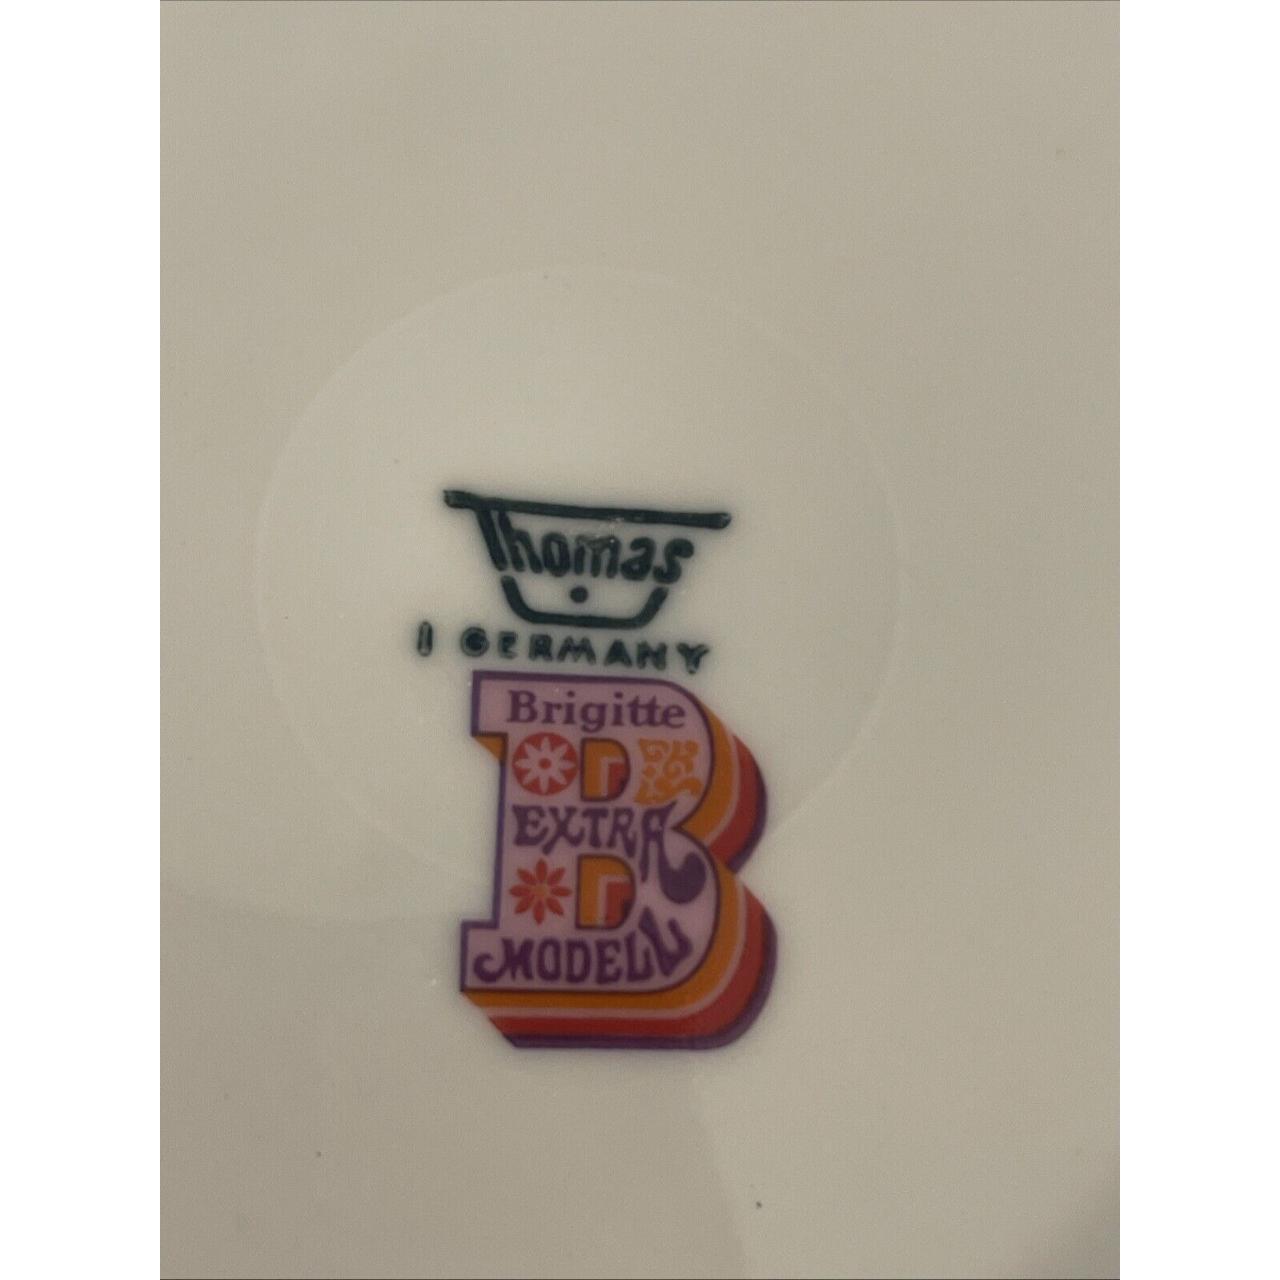 Thomas
I GERMANY
Brigitte
EXTRA
MODELL